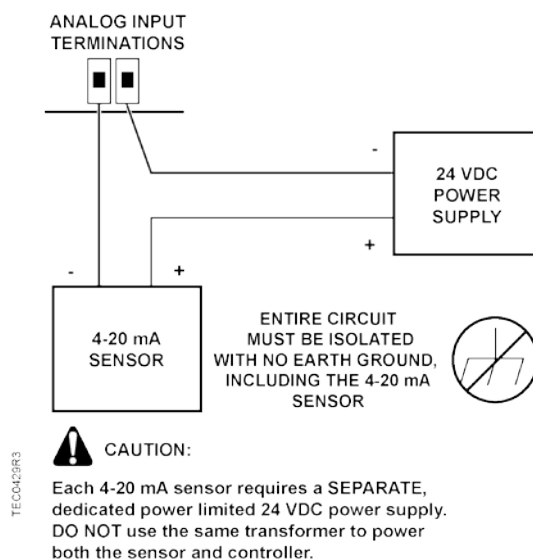 ANALOG INPUT
TERMINATIONS
-
24 VDC
POWER
SUPPLY
+
-
+
4-20 mA
SENSOR
ENTIRE CIRCUIT
MUST BE ISOLATED
WITH NO EARTH GROUND,
INCLUDING THE 4-20 mA
SENSOR
TEC0429R3
CAUTION:
Each 4-20 mA sensor requires a SEPARATE,
dedicated power limited 24 VDC power supply.
DO NOT use the same transformer to power
both the sensor and controller.